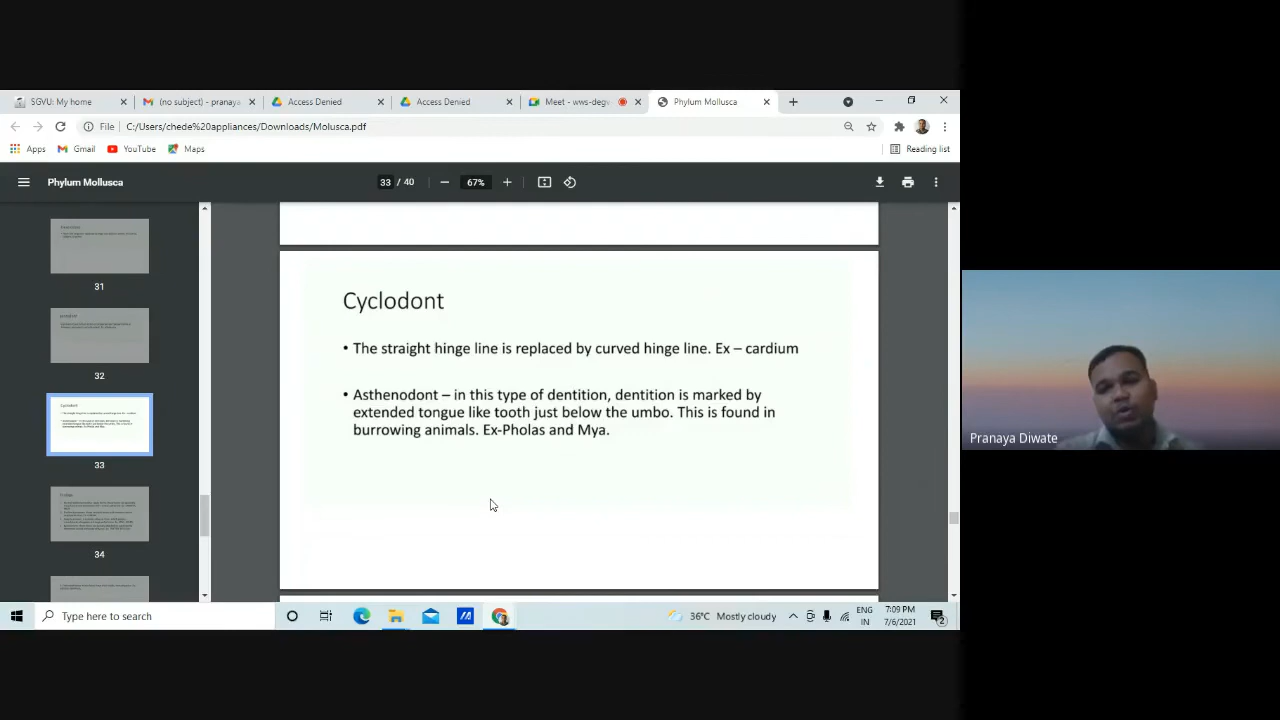 SGVU: My home
(no subject) - pranaya
Access Denied
Access Denied
Meet - wws-degv
Phylum Mollusca
File C:/Users/chede%20appliances/Downloads/Molusca.pdf
Apps
Gmail
YouTube
Maps
Reading list
Phylum Mollusca
33 / 40
67%
31
32
Cyclodont
33
34
Cyclodont
• The straight hinge line is replaced by curved hinge line. Ex – cardium
• Asthenodont – in this type of dentition, dentition is marked by
extended tongue like tooth just below the umbo. This is found in
burrowing animals. Ex-Pholas and Mya.
Pranaya Diwate
Type here to search
36°C Mostly cloudy
ENG
IN
7:09 PM
7/6/2021
2